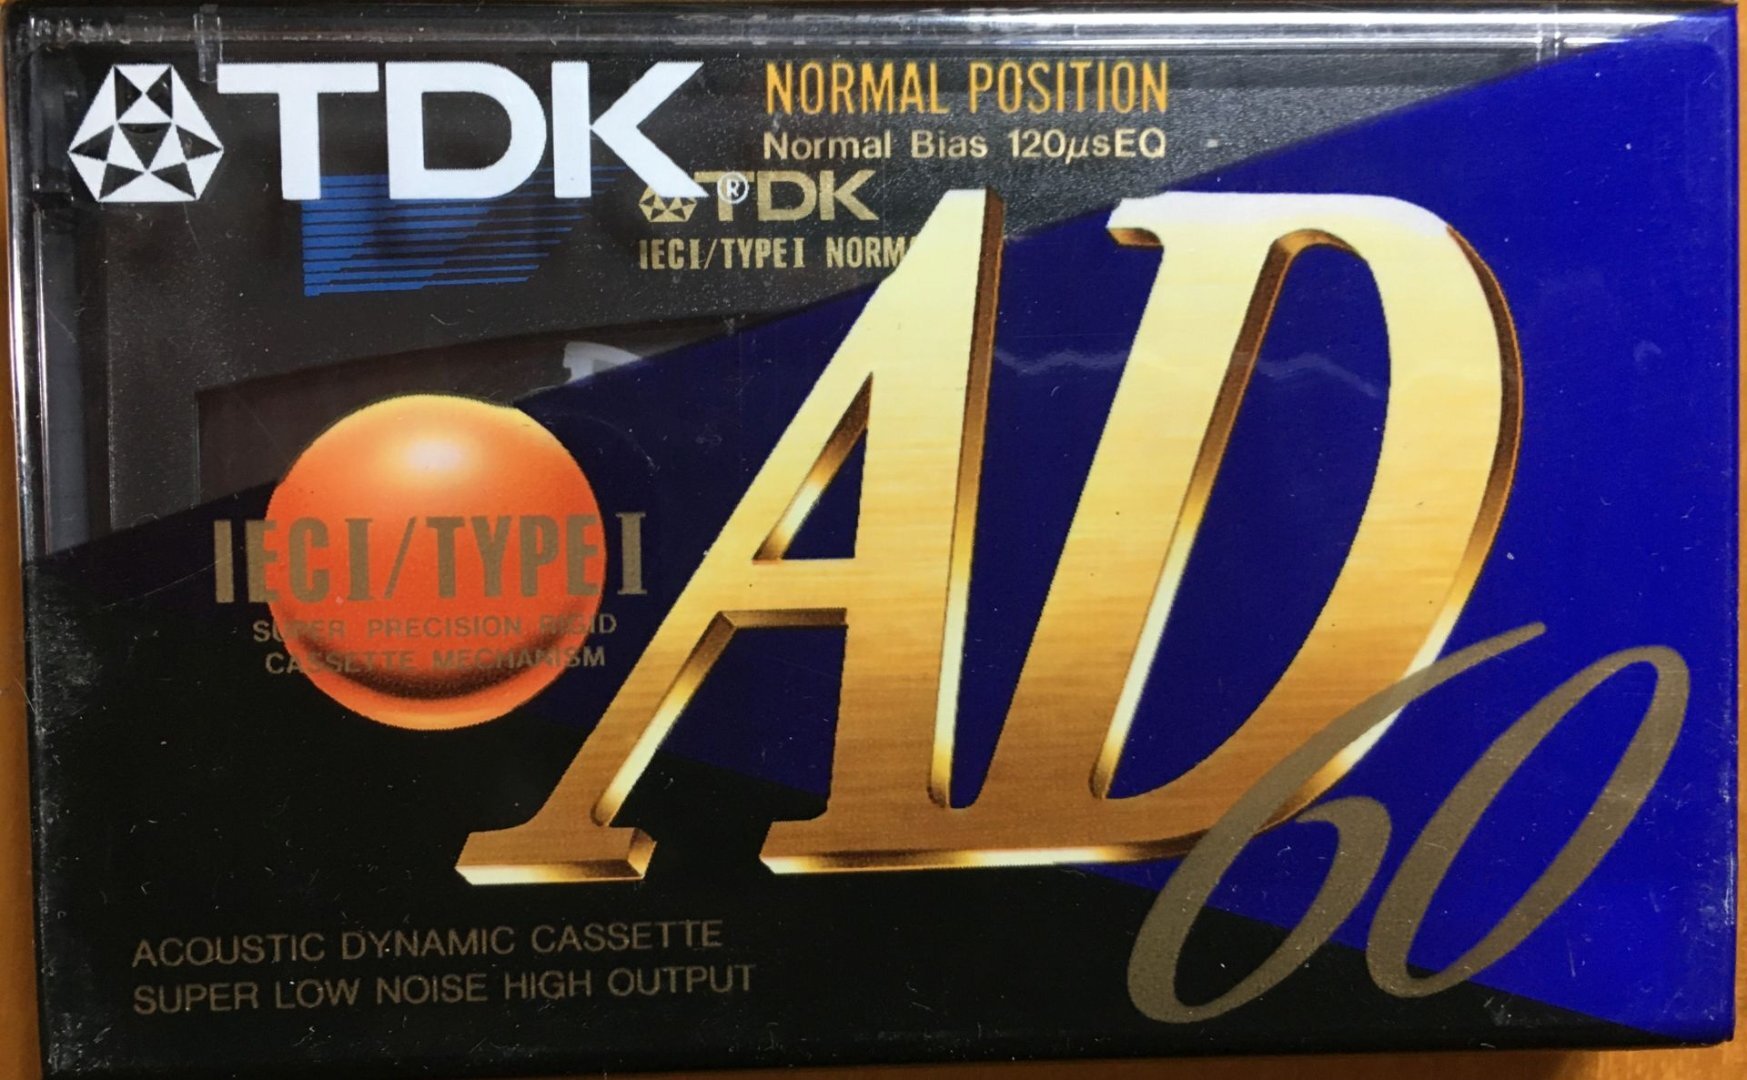 TDK®
NORMAL POSITION
Normal Bias 120µsEQ
TDK
IECI/TYPEI NORM
AD
IECI/TYPEI
SUPER PRECISION RIGID
CASSETTE MECHANISM
60
ACOUSTIC DYNAMIC CASSETTE
SUPER LOW NOISE HIGH OUTPUT